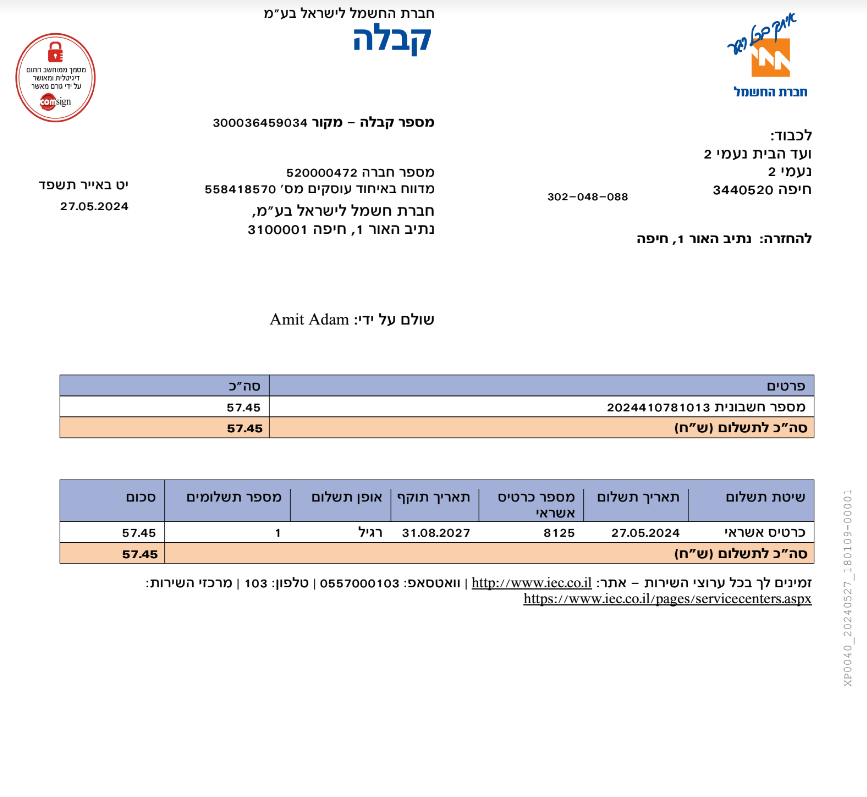 חברת החשמל לישראל בע"מ
קבלה
איתך בכל רגע
חברת החשמל
מסמך ממוחשב חתום
דיגיטלית ומאושר
על ידי גורם מאשר
comsign
מספר קבלה – מקור 300036459034
לכבוד:
ועד הבית נעמי 2
נעמי 2
חיפה 3440520
302-048-088
להחזרה: נתיב האור 1, חיפה
מספר חברה 520000472
מדווח באיחוד עוסקים מס' 558418570
חברת חשמל לישראל בע"מ,
נתיב האור 1, חיפה 3100001
יט באייר תשפד
27.05.2024
שולם על ידי: Amit Adam
פרטים סה"כ
מספר חשבונית 2024410781013 57.45
סה"כ לתשלום (ש"ח) 57.45
שיטת תשלום תאריך תשלום מספר כרטיס אשראי תאריך תוקף אופן תשלום מספר תשלומים סכום
כרטיס אשראי 27.05.2024 8125 31.08.2027 רגיל 1 57.45
סה"כ לתשלום (ש"ח) 57.45
זמינים לך בכל ערוצי השירות – אתר: http://www.iec.co.il | וואטסאפ: 0557000103 | טלפון: 103 | מרכזי השירות:
https://www.iec.co.il/pages/servicecenters.aspx
XP0040_20240527_180109-00001